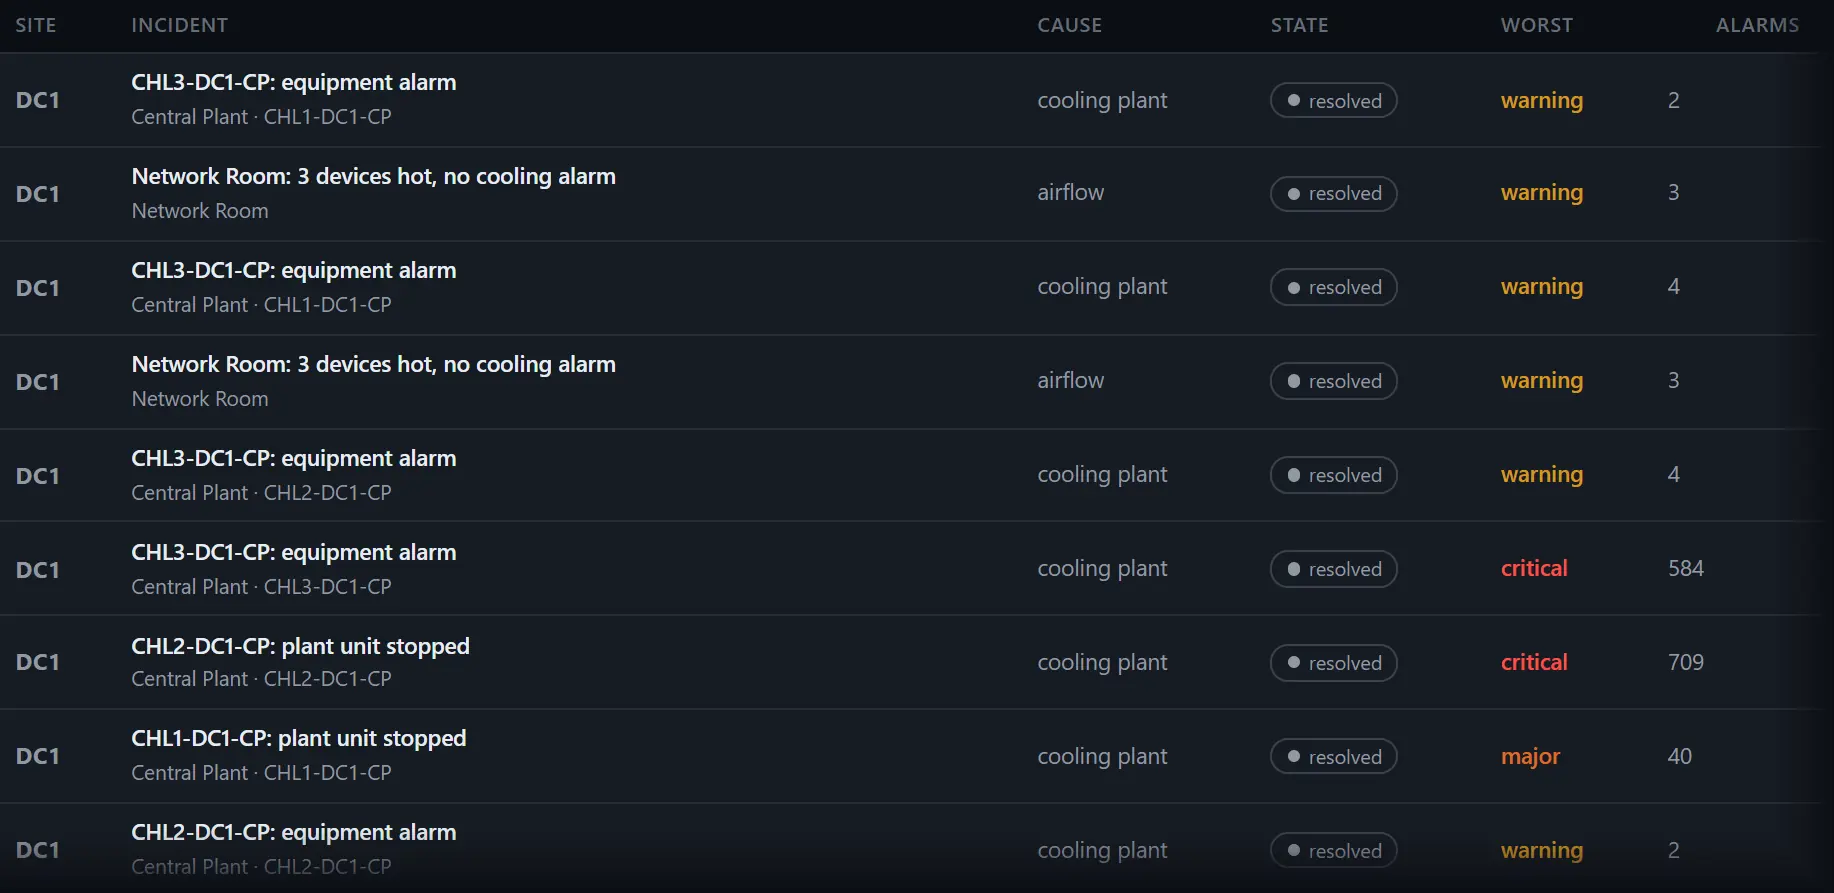 SITE INCIDENT CAUSE STATE WORST ALARMS
CHL3-DC1-CP: equipment alarm
DC1 cooling plant resolved warning 2
Central Plant · CHL1-DC1-CP
Network Room: 3 devices hot, no cooling alarm
DC1 airflow resolved warning 3
Network Room
CHL3-DC1-CP: equipment alarm
DC1 cooling plant resolved warning 4
Central Plant · CHL1-DC1-CP
Network Room: 3 devices hot, no cooling alarm
DC1 airflow resolved warning 3
Network Room
CHL3-DC1-CP: equipment alarm
DC1 cooling plant resolved warning 4
Central Plant · CHL2-DC1-CP
CHL3-DC1-CP: equipment alarm
DC1 cooling plant resolved critical 584
Central Plant · CHL3-DC1-CP
CHL2-DC1-CP: plant unit stopped
DC1 cooling plant resolved critical 709
Central Plant · CHL2-DC1-CP
CHL1-DC1-CP: plant unit stopped
DC1 cooling plant resolved major 40
Central Plant · CHL1-DC1-CP
CHL2-DC1-CP: equipment alarm
DC1 cooling plant resolved warning 2
Central Plant · CHL2-DC1-CP